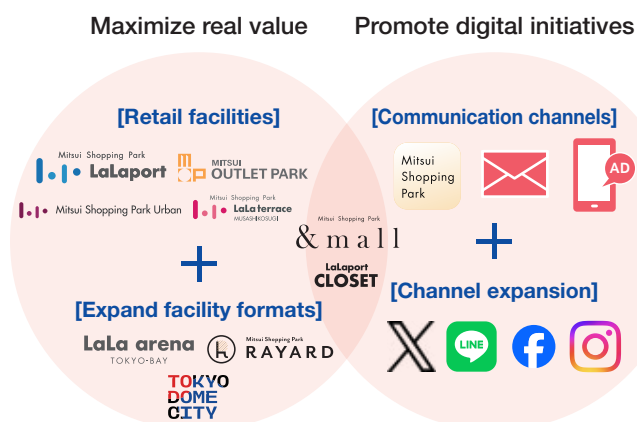 Maximize real value
Promote digital initiatives
[Retail facilities]
Mitsui Shopping Park
LaLaport
MITSUI
OUTLET PARK
Mitsui Shopping Park Urban
Mitsui Shopping Park
LaLa terrace
MUSASHIKOSUGI
+
[Expand facility formats]
LaLa arena
TOKYO-BAY
Mitsui Shopping Park
RAYARD
TOKYO
DOME
CITY
Mitsui Shopping Park
& mall
LaLaport
CLOSET
[Communication channels]
Mitsui
Shopping
Park
AD
+
[Channel expansion]
X
LINE
f